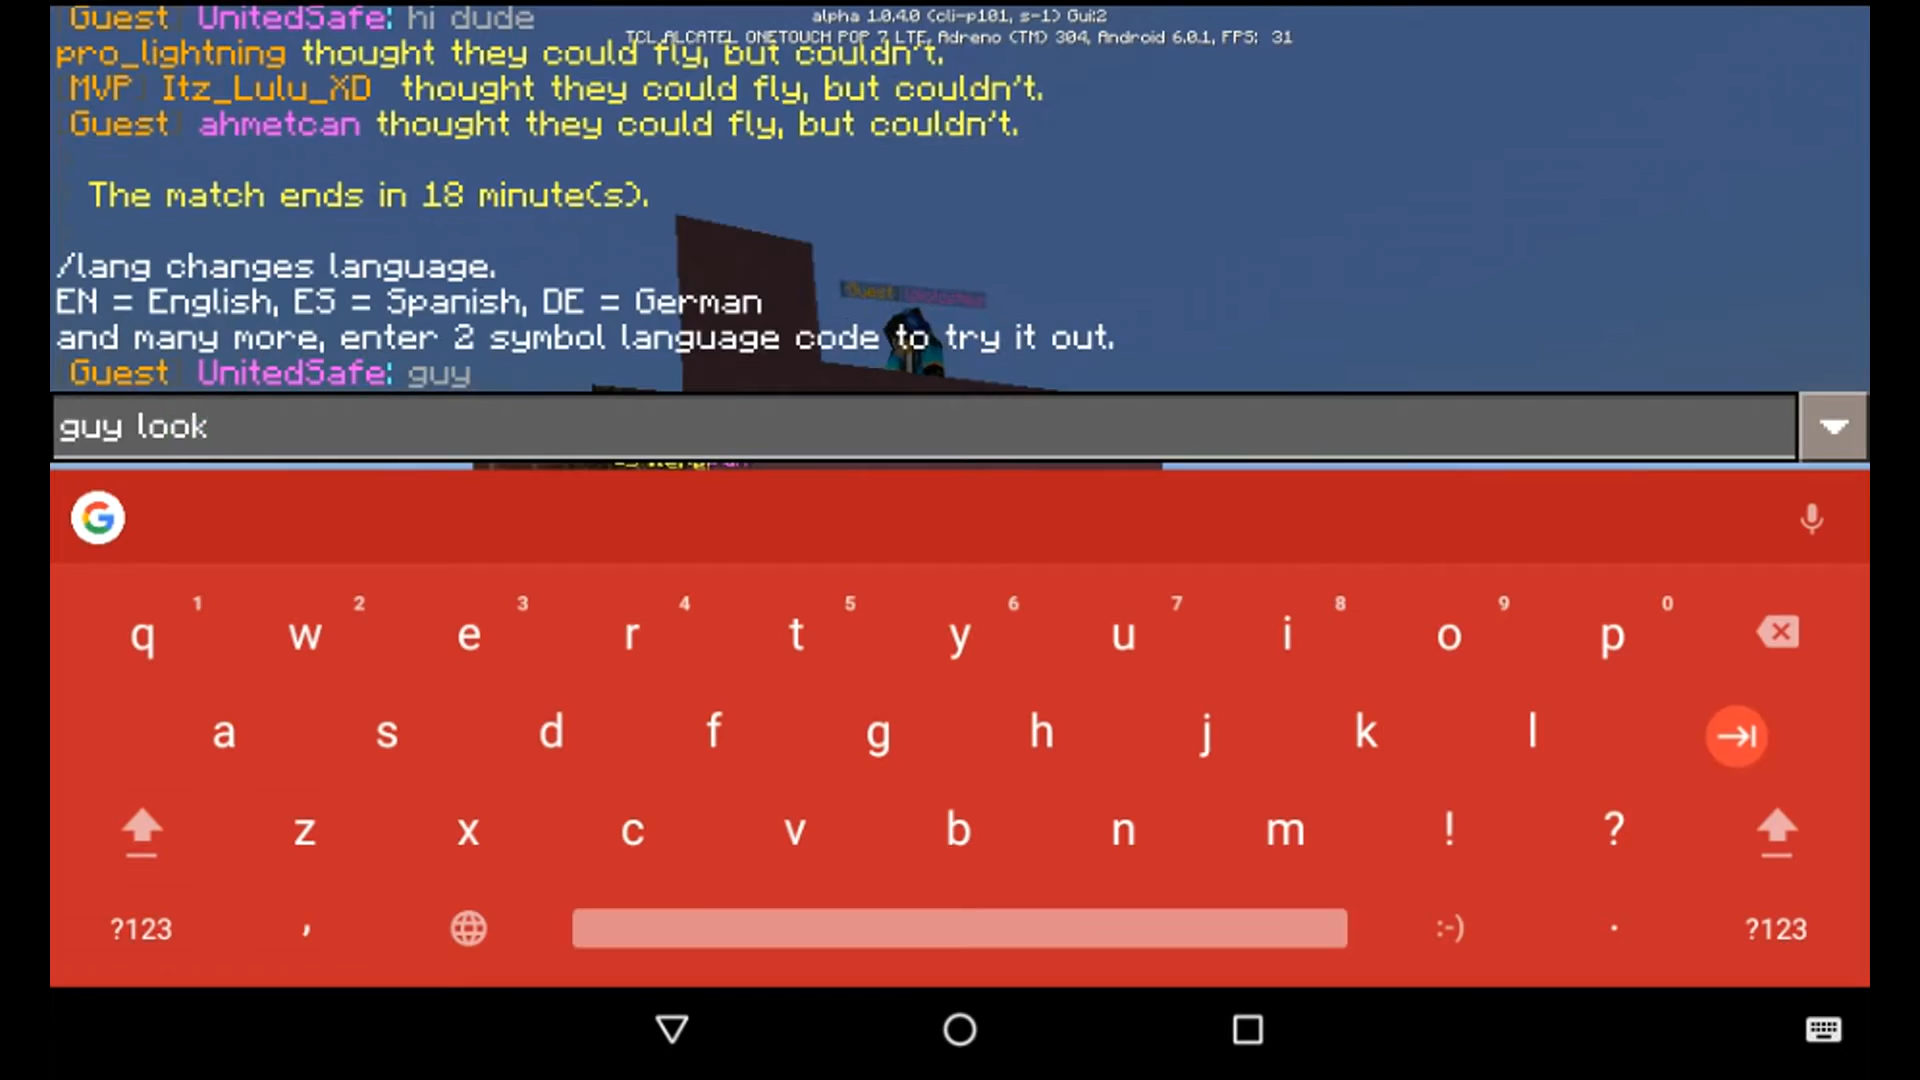 Guest UnitedSafe: hi dude
alpha 1.0.4.0 (cli-p101, s-1) Gui:2
TCL ALCATEL ONETOUCH POP 7 LTE, Adreno (TM) 304, Android 6.0.1, FPS: 31
pro_lightning thought they could fly, but couldn't.
MVP Itz_Lulu_XD thought they could fly, but couldn't.
Guest ahmetcan thought they could fly, but couldn't.
The match ends in 18 minute(s).
/lang changes language.
EN = English, ES = Spanish, DE = German
Guest
and many more, enter 2 symbol language code to try it out.
Guest UnitedSafe: guy
guy look
G
1 2 3 4 5 6 7 8 9 0
q w e r t y u i o p
a s d f g h j k l
z x c v b n m ! ?
?123 , :-) . ?123